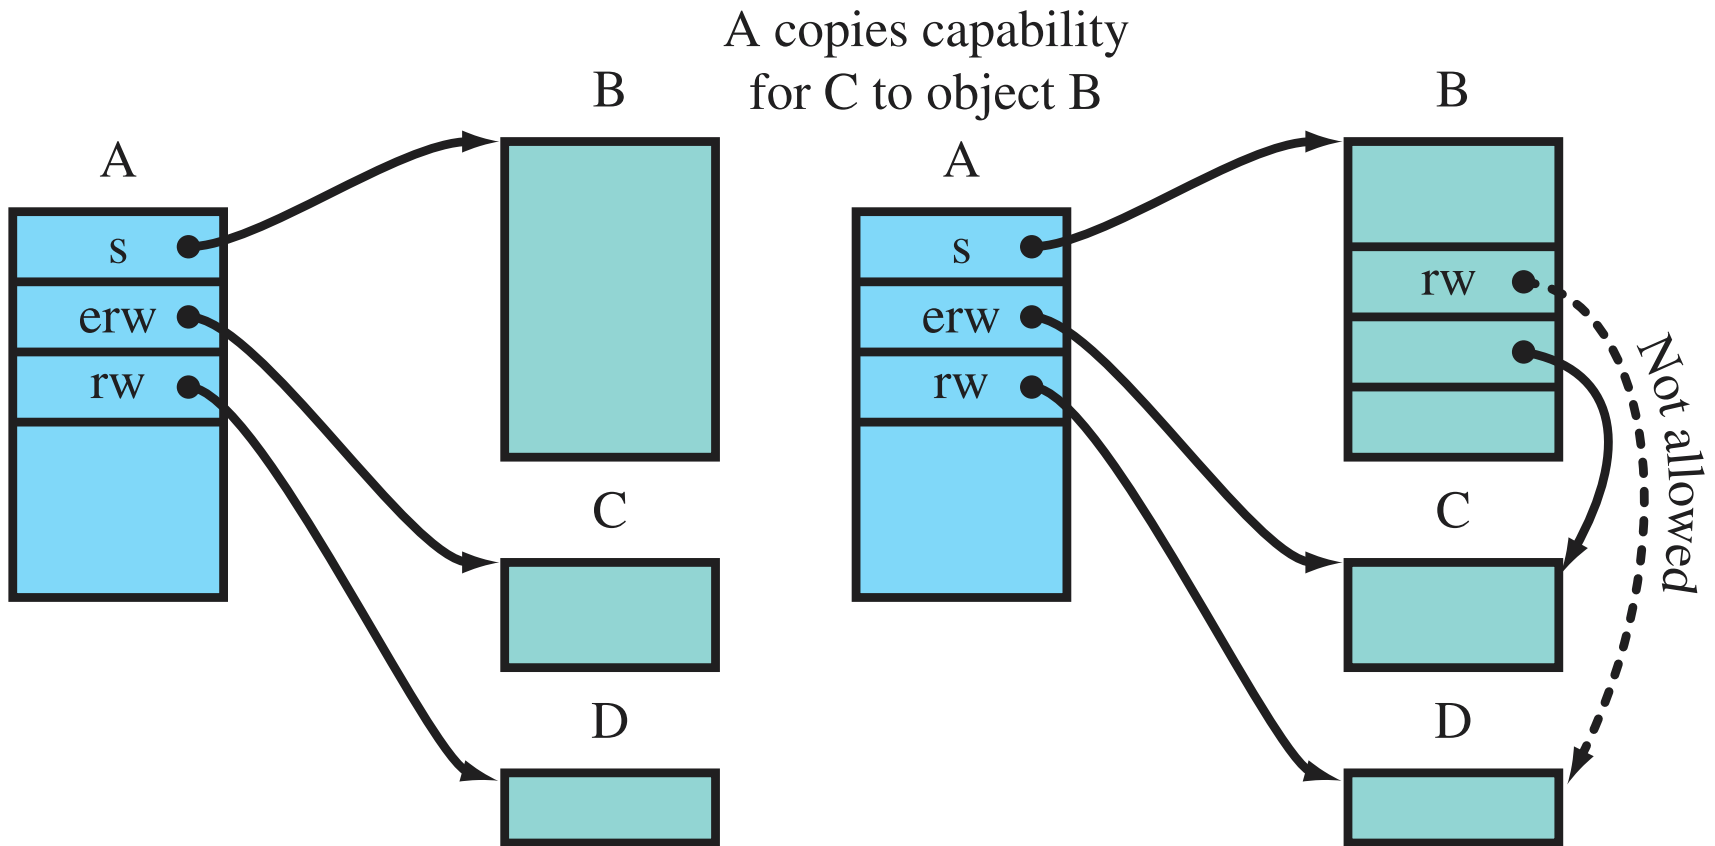 A copies capability
for C to object B
A
B
s
erw
rw
C
D
A
B
s
erw
rw
rw
Not allowed
C
D